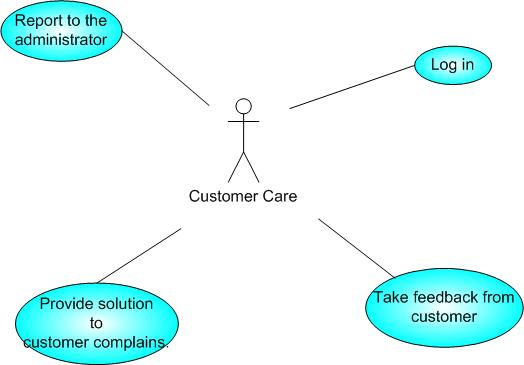 Report to the
administrator
Log in
Customer Care
Provide solution
to
customer complains.
Take feedback from
customer